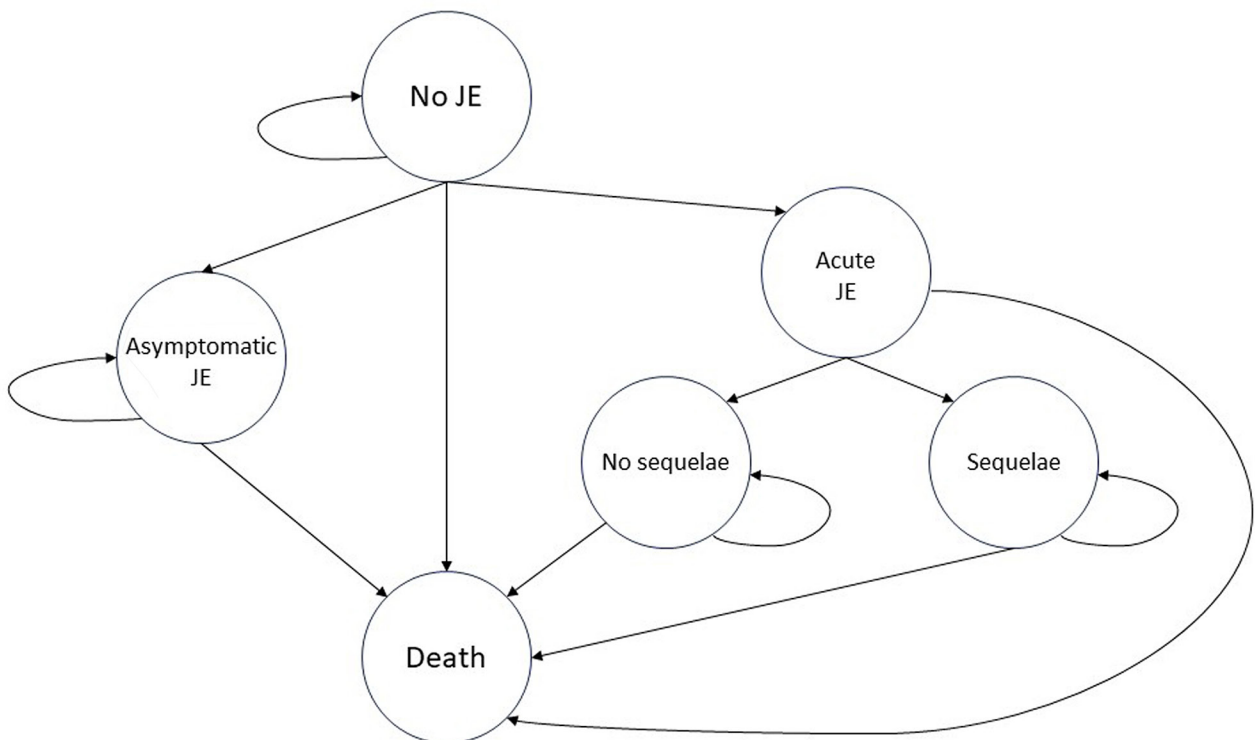 No JE
Acute
JE
Asymptomatic
JE
No sequelae
Sequelae
Death